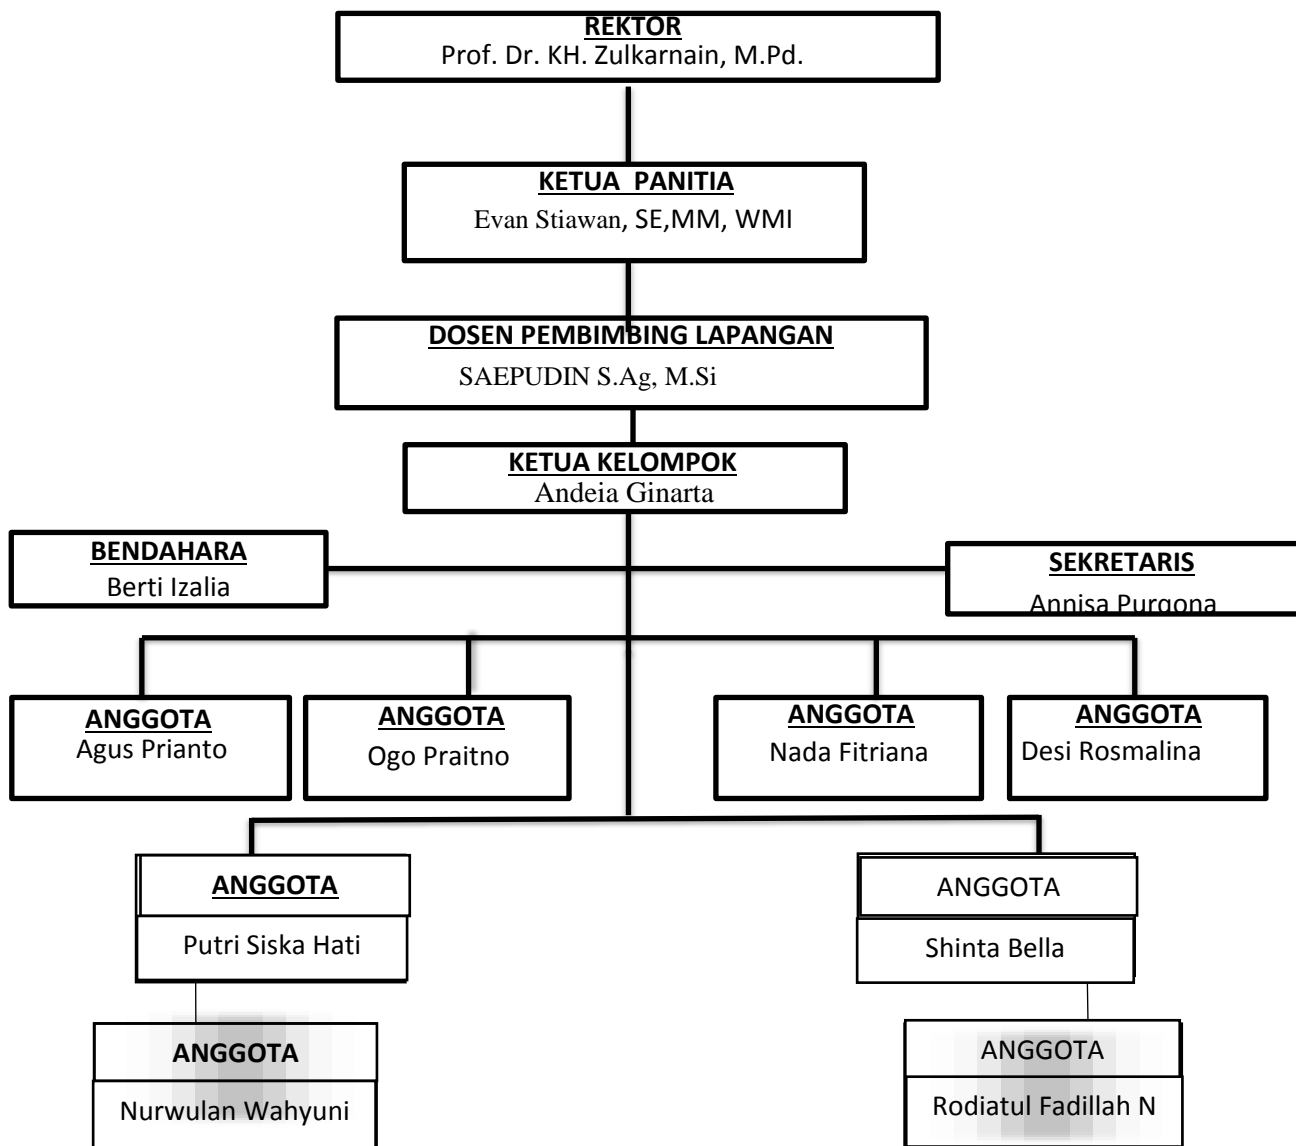 REKTOR
Prof. Dr. KH. Zulkarnain, M.Pd.
KETUA PANITIA
Evan Stiawan, SE,MM, WMI
DOSEN PEMBIMBING LAPANGAN
SAEPUDIN S.Ag, M.Si
KETUA KELOMPOK
Andeia Ginarta
BENDAHARA
Berti Izalia
SEKRETARIS
Annisa Purqona
ANGGOTA
Agus Prianto
ANGGOTA
Ogo Praitno
ANGGOTA
Nada Fitriana
ANGGOTA
Desi Rosmalina
ANGGOTA
Putri Siska Hati
ANGGOTA
Shinta Bella
ANGGOTA
Nurwulan Wahyuni
ANGGOTA
Rodiatul Fadillah N